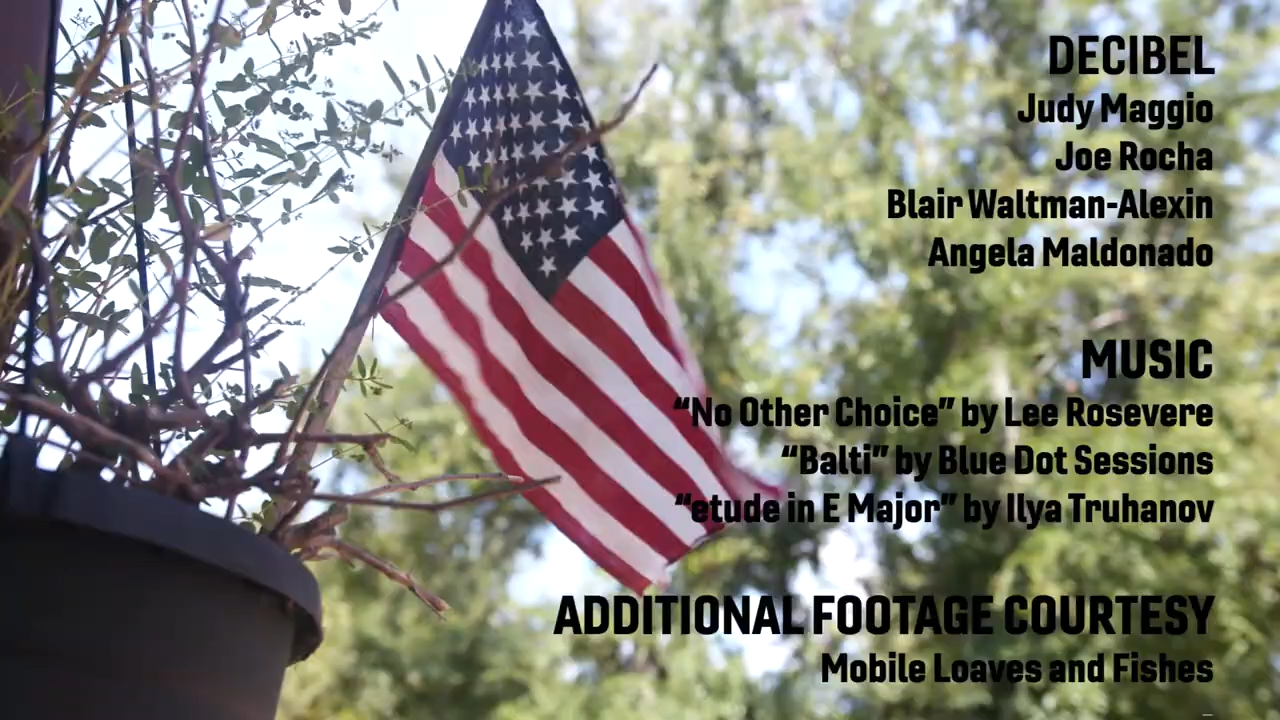 DECIBEL
Judy Maggio
Joe Rocha
Blair Waltman-Alexin
Angela Maldonado
MUSIC
“No Other Choice” by Lee Rosevere
“Balti” by Blue Dot Sessions
“etude in E Major” by Ilya Truhanov
ADDITIONAL FOOTAGE COURTESY
Mobile Loaves and Fishes